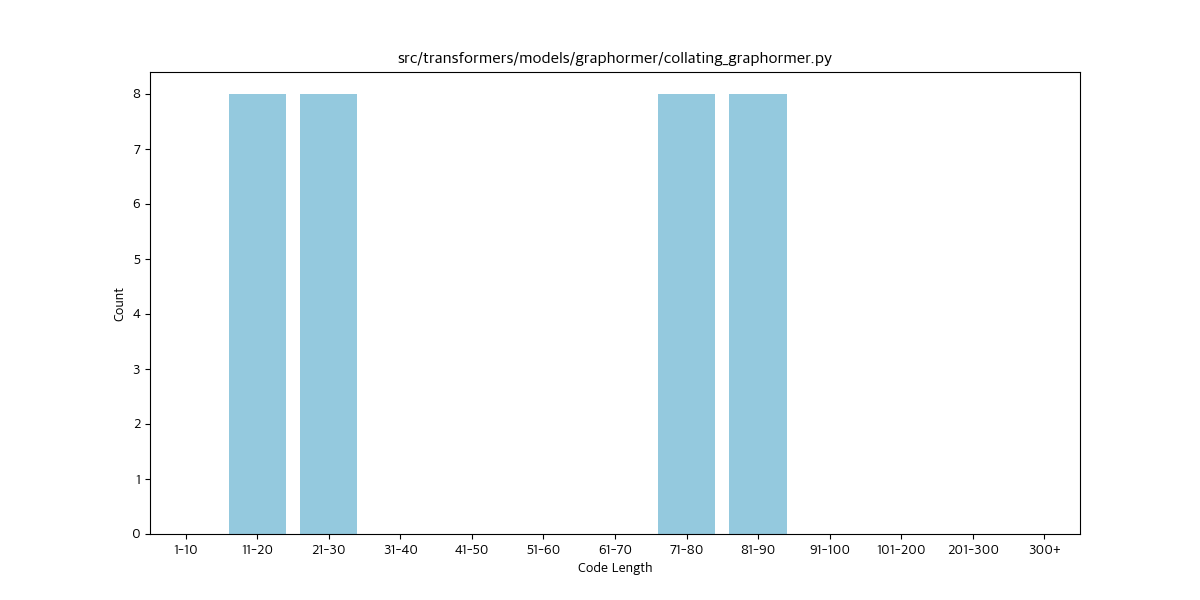 src/transformers/models/graphormer/collating_graphormer.py
8
7
6
5
4
3
2
1
0
Count
1-10 11-20 21-30 31-40 41-50 51-60 61-70 71-80 81-90 91-100 101-200 201-300 300+
Code Length